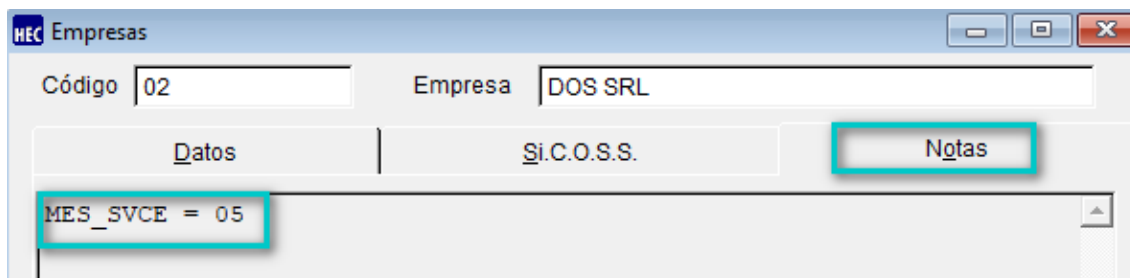 HEC Empresas
Código 02 Empresa DOS SRL
Datos Si.C.O.S.S. Notas
MES_SVCE = 05